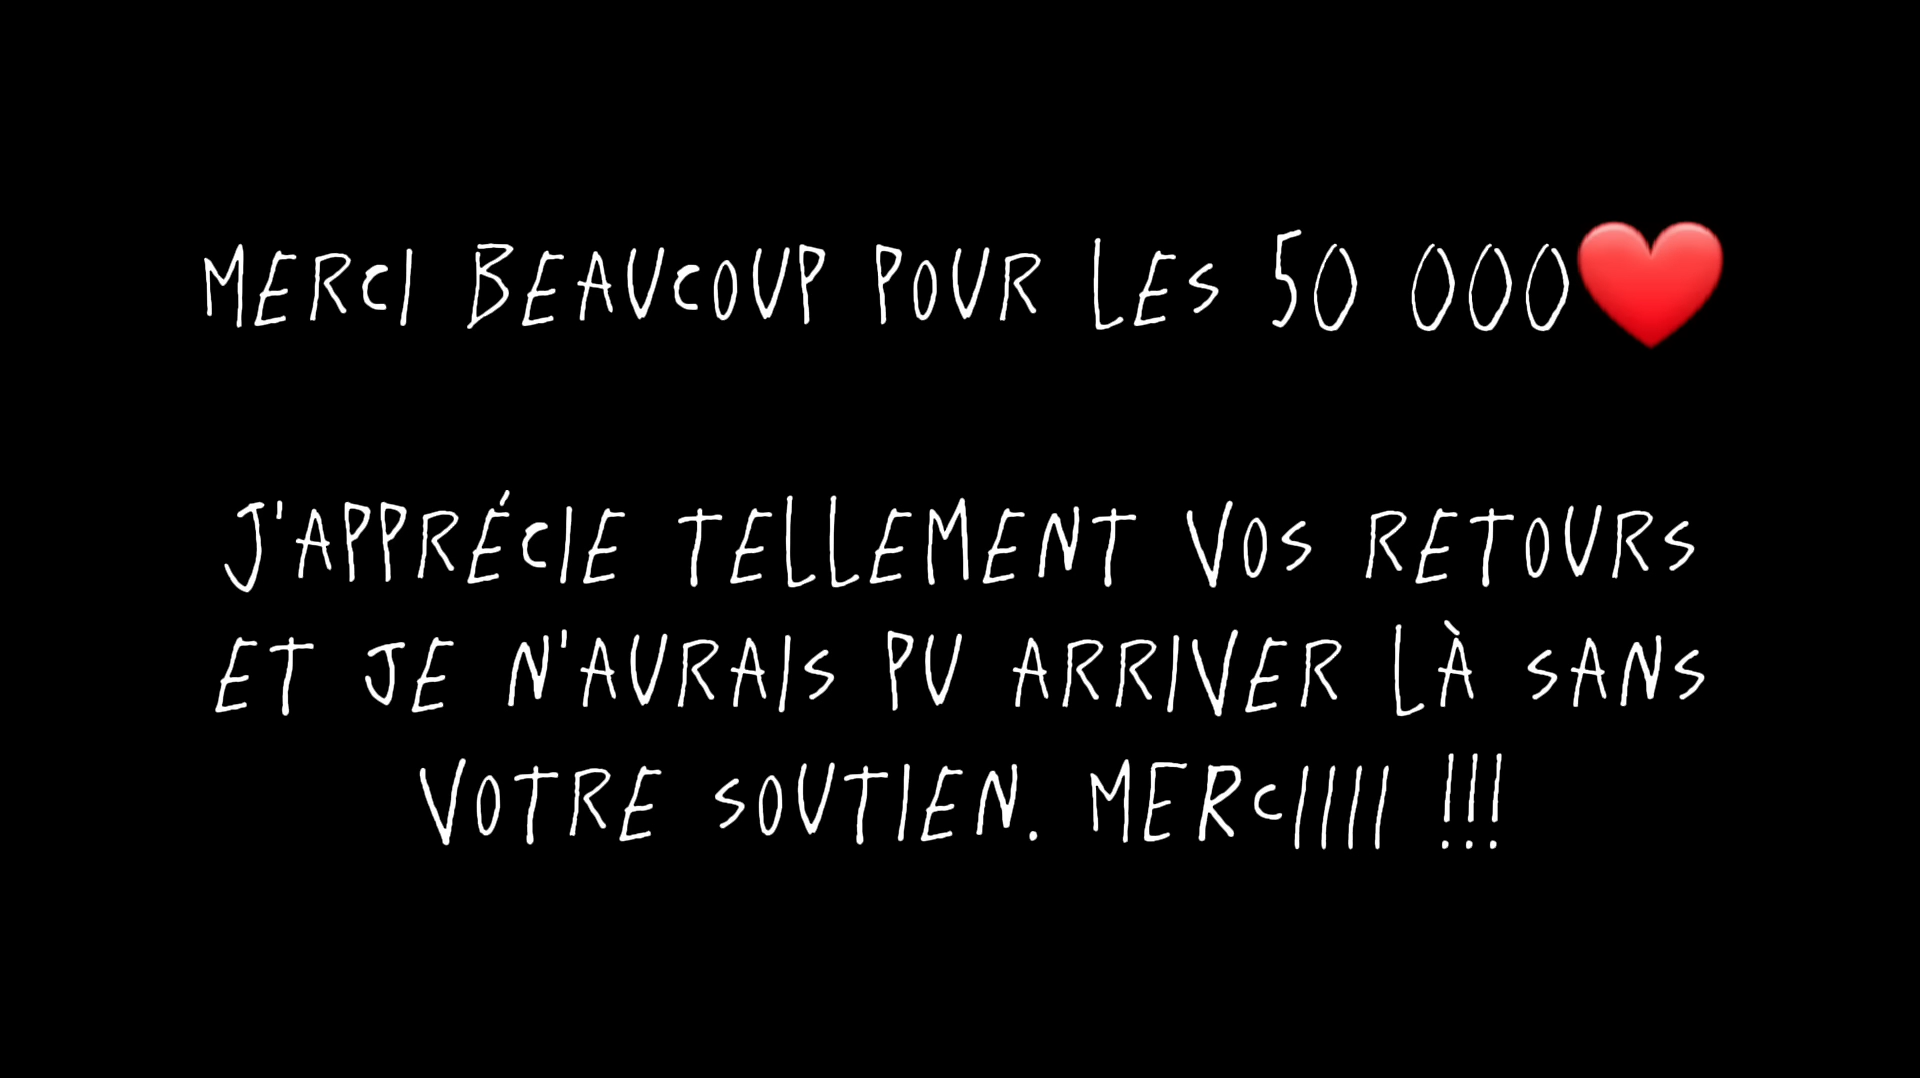 MERCI BEAUCOUP POUR LES 50 000❤️
J'APPRÉCIE TELLEMENT VOS RETOURS
ET JE N'AURAIS PU ARRIVER LÀ SANS
VOTRE SOUTIEN. MERCIIII !!!